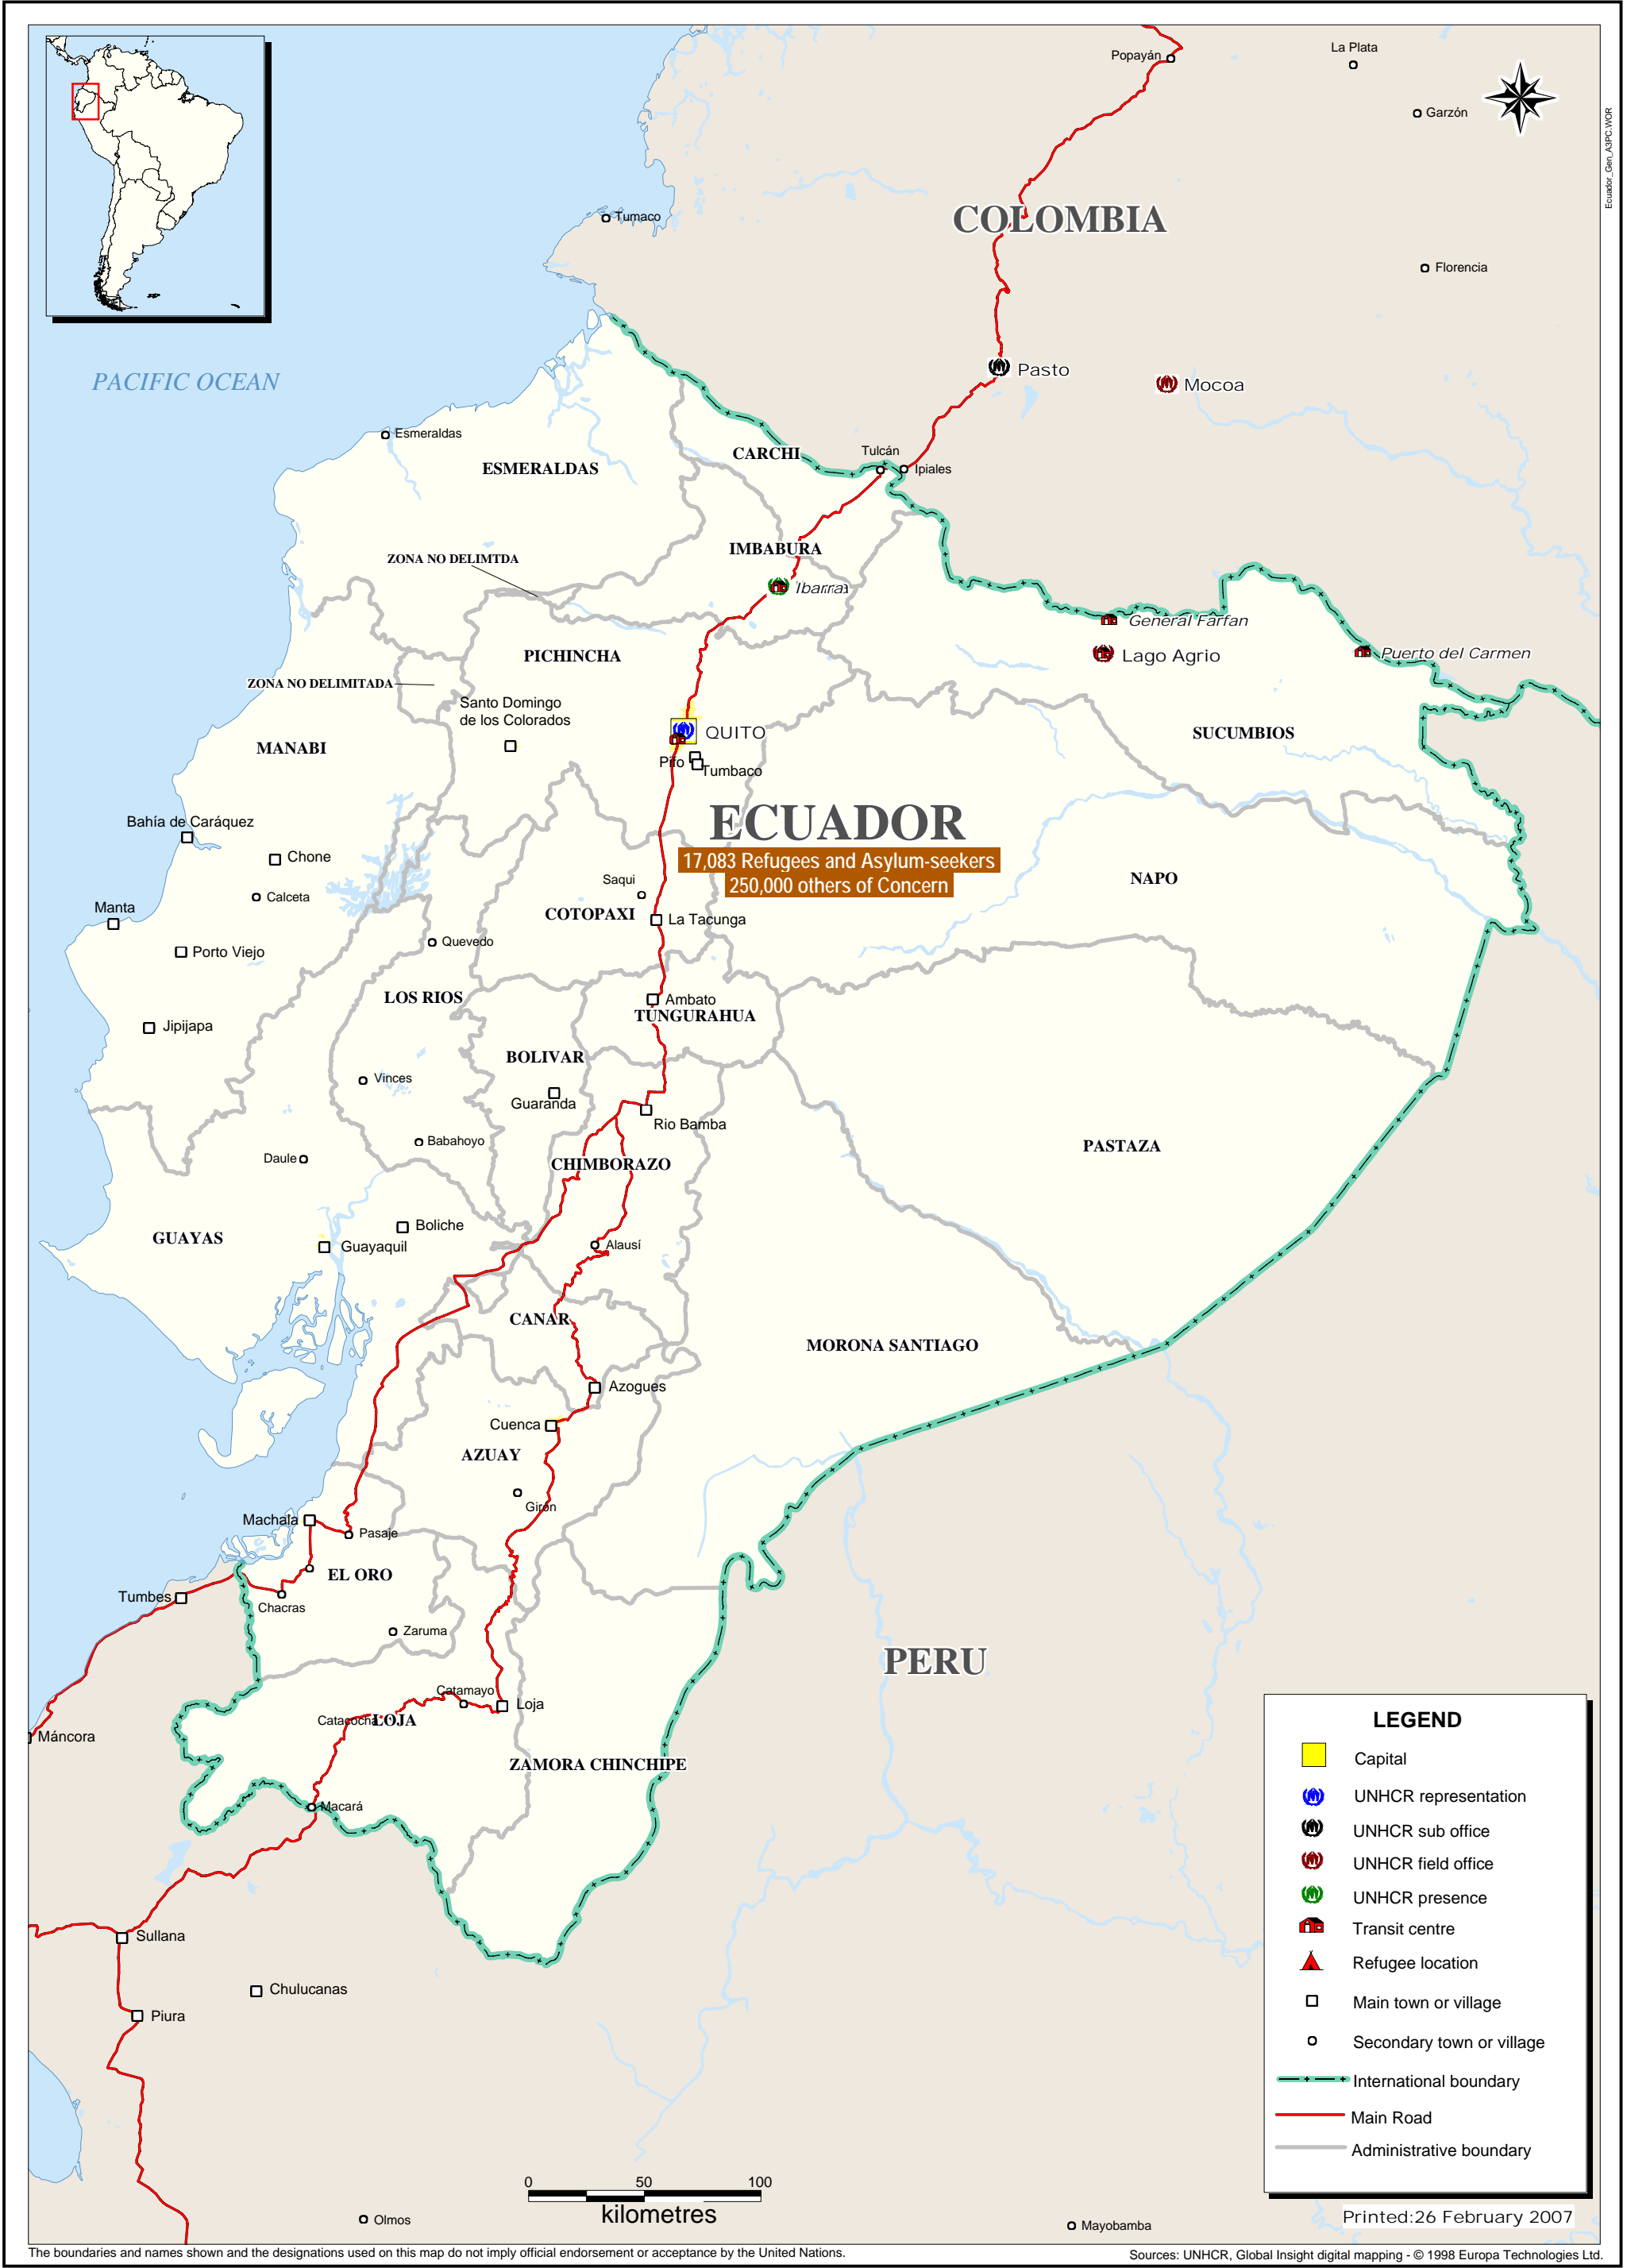 Popayán
La Plata
Garzón
Ecuador_Gen_A3PC.WOR
Tumaco
COLOMBIA
Florencia
PACIFIC OCEAN
Pasto
Mocoa
Esmeraldas
CARCHI
Tulcán
Ipiales
ESMERALDAS
ZONA NO DELIMTDA
IMBABURA
Ibarra
General Farfan
Lago Agrio
Puerto del Carmen
PICHINCHA
ZONA NO DELIMITADA
Santo Domingo
de los Colorados
MANABI
QUITO
SUCUMBIOS
Pifo
Tumbaco
ECUADOR
17,083 Refugees and Asylum-seekers
250,000 others of Concern
Bahía de Caráquez
Chone
Calceta
Saqui
NAPO
Manta
COTOPAXI
La Tacunga
Quevedo
Porto Viejo
LOS RIOS
Ambato
TUNGURAHUA
Jipijapa
BOLIVAR
Vinces
Guaranda
Rio Bamba
Babahoyo
PASTAZA
Daule
CHIMBORAZO
Boliche
GUAYAS
Guayaquil
Alausí
CANAR
MORONA SANTIAGO
Azogues
Cuenca
AZUAY
Girón
Machala
Pasaje
EL ORO
Tumbes
Chacras
Zaruma
PERU
Catamayo
Loja
Catacocha
LOJA
Máncora
ZAMORA CHINCHIPE
Macará
Sullana
Chulucanas
Piura
Olmos
Mayobamba
LEGEND
Capital
UNHCR representation
UNHCR sub office
UNHCR field office
UNHCR presence
Transit centre
Refugee location
Main town or village
Secondary town or village
International boundary
Main Road
Administrative boundary
0 50 100
kilometres
Printed:26 February 2007
The boundaries and names shown and the designations used on this map do not imply official endorsement or acceptance by the United Nations.
Sources: UNHCR, Global Insight digital mapping - © 1998 Europa Technologies Ltd.